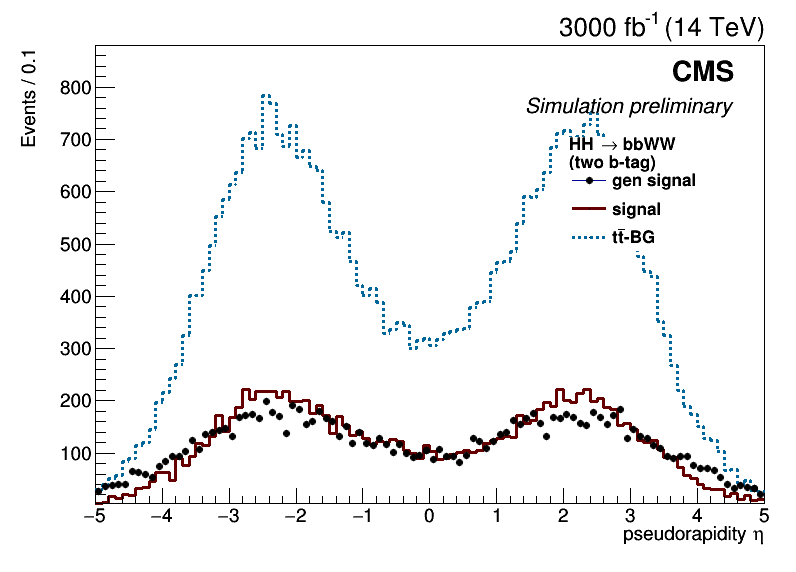 3000 fb-1 (14 TeV)
CMS
Simulation preliminary
HH → bbWW
(two b-tag)
gen signal
signal
tt̄-BG
Events / 0.1
800
700
600
500
400
300
200
100
−5 −4 −3 −2 −1 0 1 2 3 4 5
pseudorapidity η